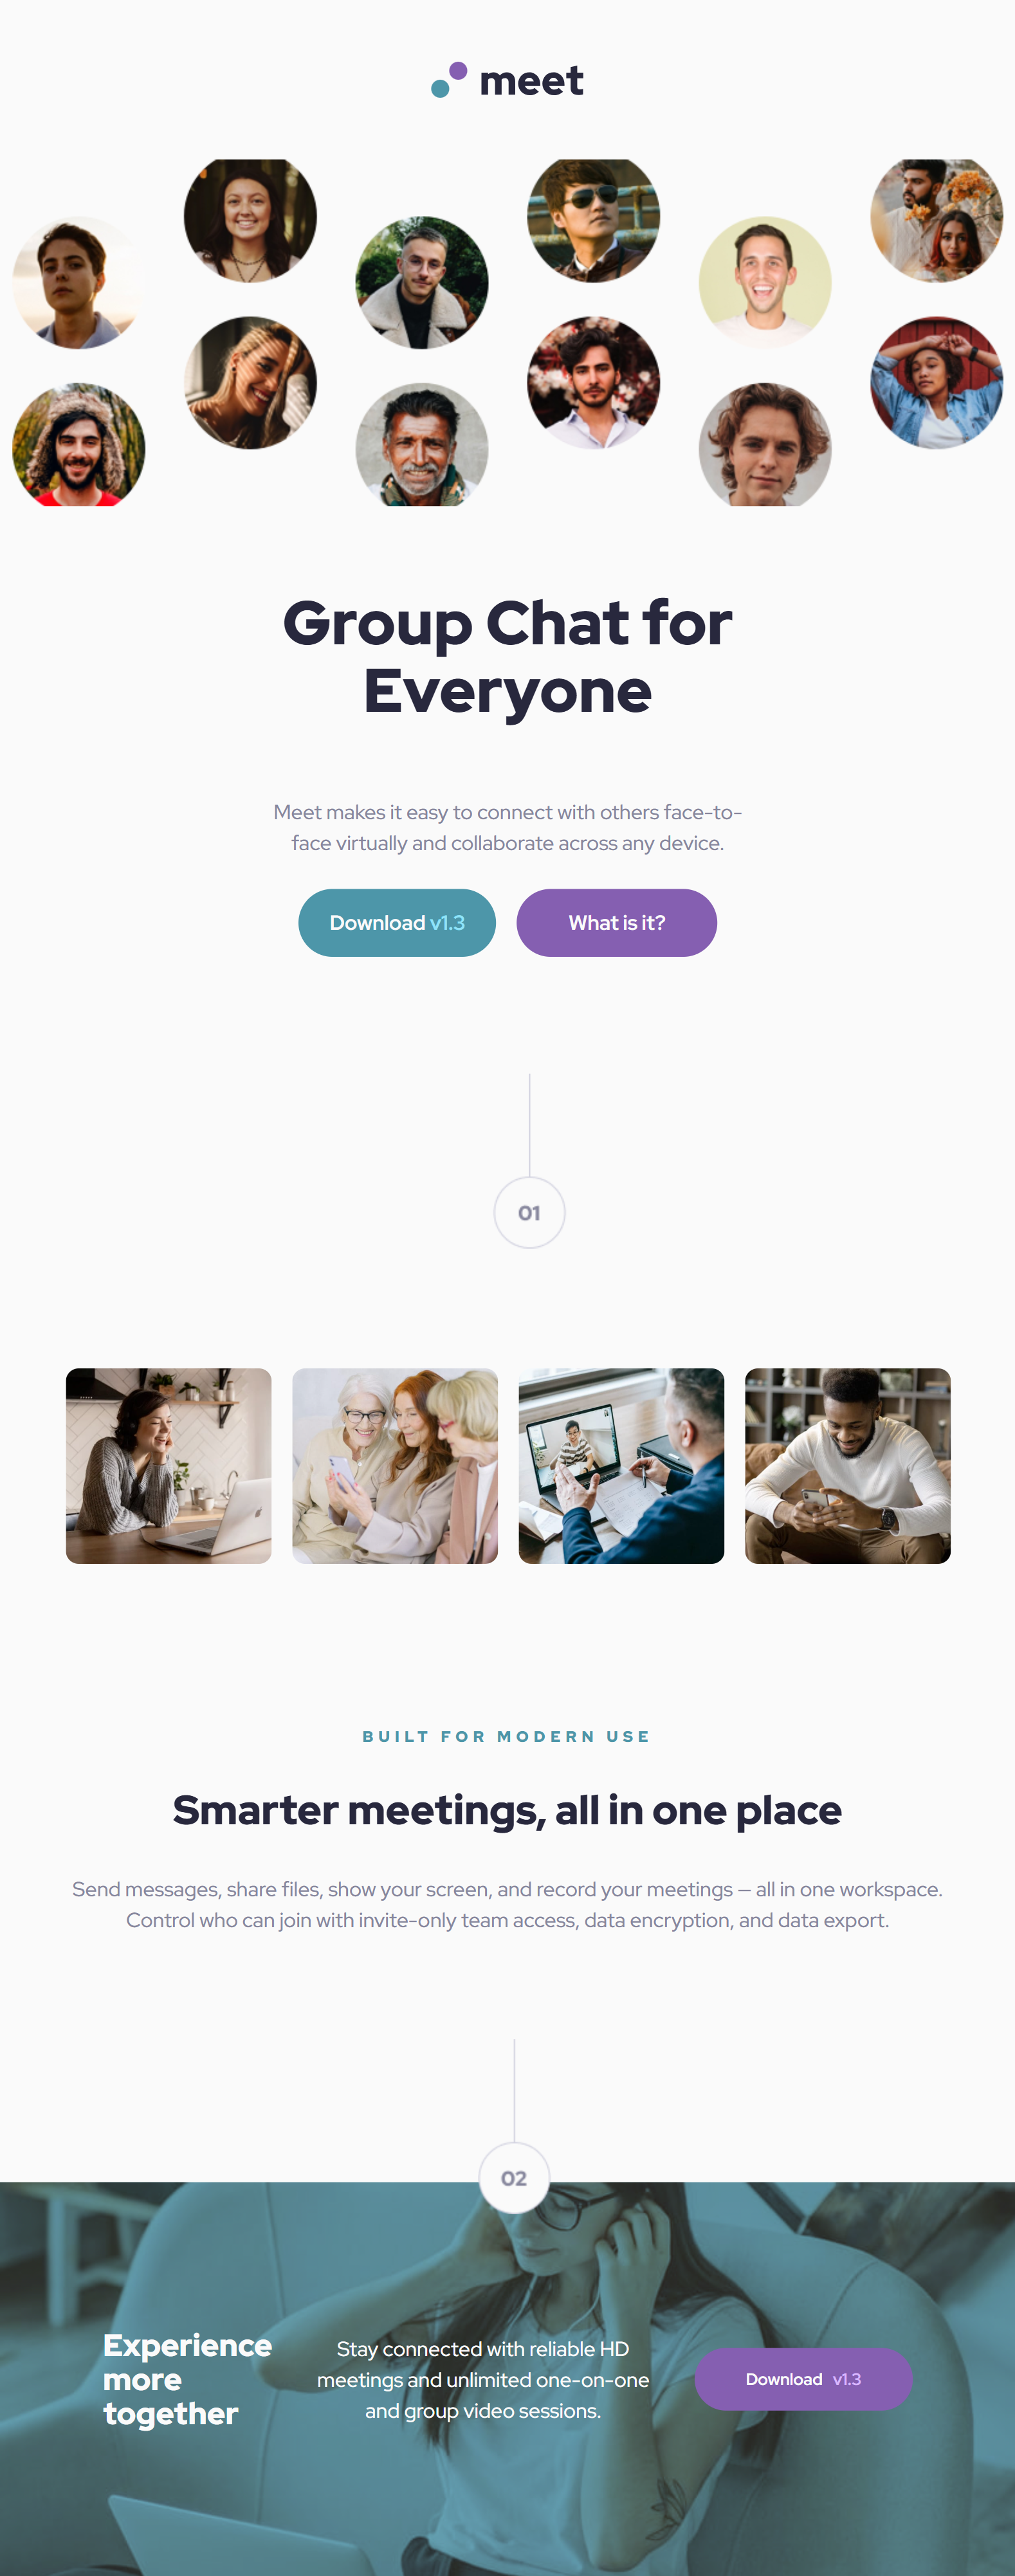 meet
Group Chat for
Everyone
Meet makes it easy to connect with others face-to-
face virtually and collaborate across any device.
Download v1.3
What is it?
01
BUILT FOR MODERN USE
Smarter meetings, all in one place
Send messages, share files, show your screen, and record your meetings — all in one workspace.
Control who can join with invite-only team access, data encryption, and data export.
02
Experience
more
together
Stay connected with reliable HD
meetings and unlimited one-on-one
and group video sessions.
Download v1.3